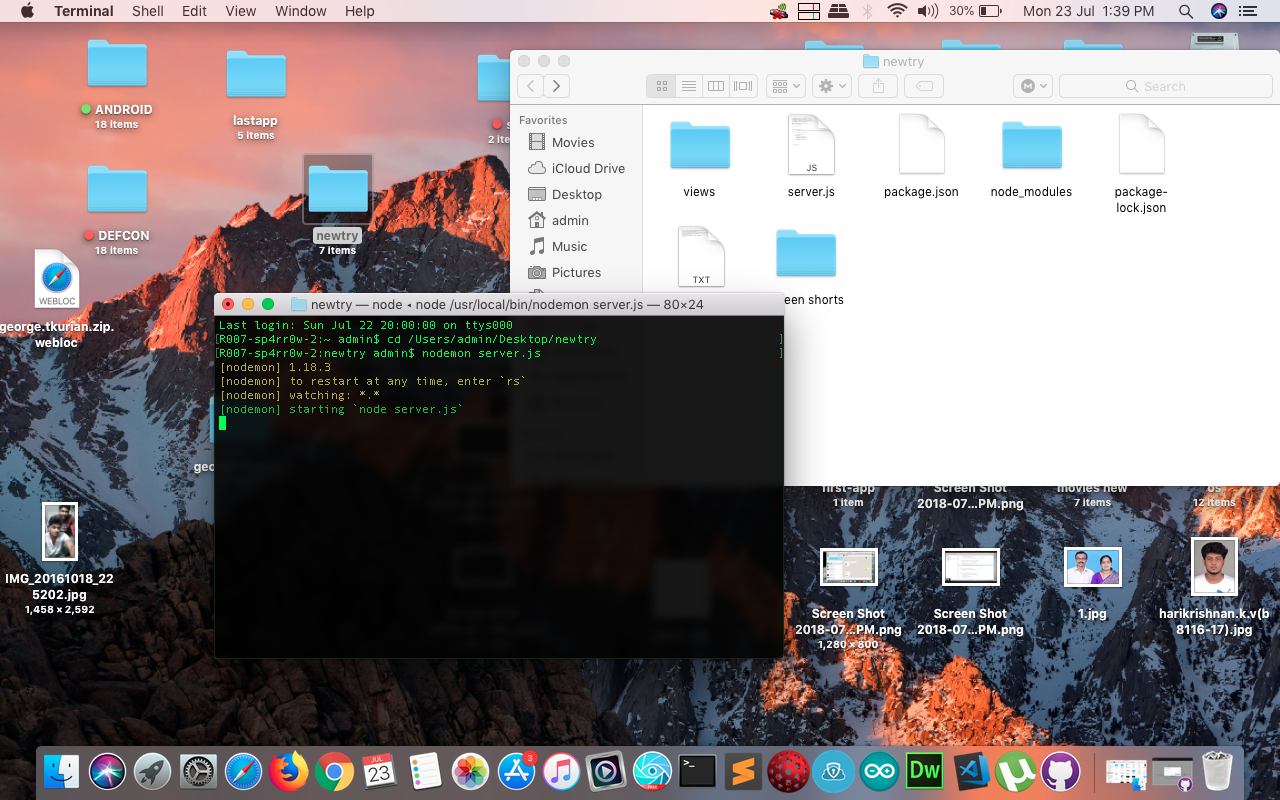 Terminal Shell Edit View Window Help 30% Mon 23 Jul 1:39 PM
ANDROID
18 items
lastapp
5 items
2 ite
DEFCON
18 items
newtry
7 items
WEBLOC
george.tkurian.zip.
webloc
geo
IMG_20161018_22
5202.jpg
1,458 × 2,592
newtry
Search
Favorites
Movies
iCloud Drive
Desktop
admin
Music
Pictures
views
JS
server.js
package.json
node_modules
package-
lock.json
TXT
een shorts
newtry — node ◂ node /usr/local/bin/nodemon server.js — 80×24
Last login: Sun Jul 22 20:00:00 on ttys000
[R007-sp4rr0w-2:~ admin$ cd /Users/admin/Desktop/newtry ]
[R007-sp4rr0w-2:newtry admin$ nodemon server.js ]
[nodemon] 1.18.3
[nodemon] to restart at any time, enter `rs`
[nodemon] watching: *.*
[nodemon] starting `node server.js`
first-app
1 item
Screen Shot
2018-07...PM.png
movies new
7 items
os
12 items
Screen Shot
2018-07...PM.png
1,280 × 800
Screen Shot
2018-07...PM.png
1.jpg
harikrishnan.k.v(b
8116-17).jpg
JUL
23
3
>_
Dw